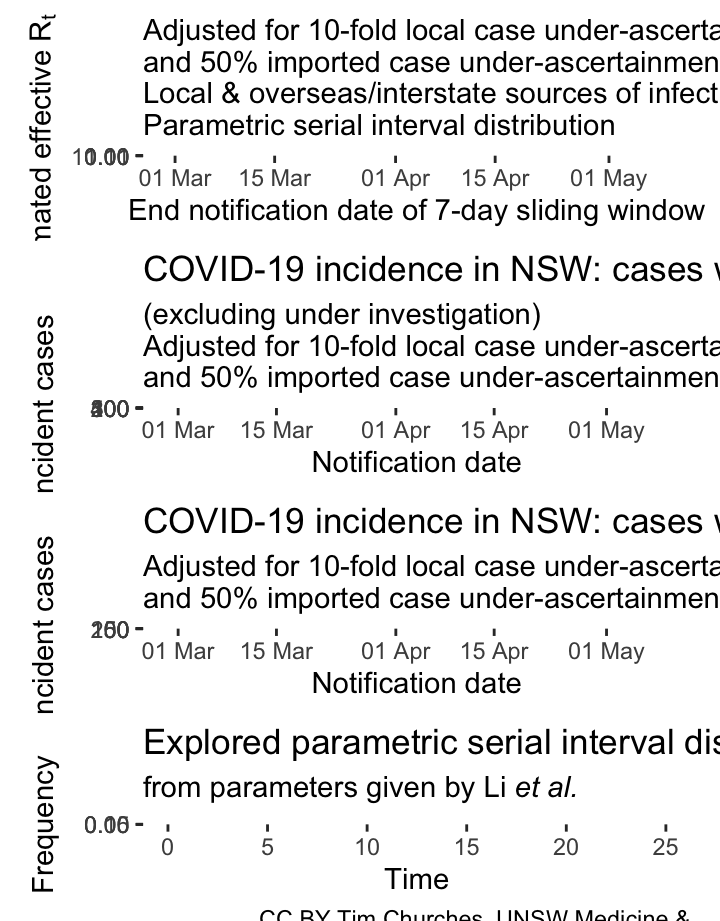 nated effective Rt
Adjusted for 10-fold local case under-ascerta
and 50% imported case under-ascertainmen
Local & overseas/interstate sources of infect
Parametric serial interval distribution
01 Mar 15 Mar 01 Apr 15 Apr 01 May
End notification date of 7-day sliding window
COVID-19 incidence in NSW: cases w
(excluding under investigation)
Adjusted for 10-fold local case under-ascerta
and 50% imported case under-ascertainmen
ncident cases
01 Mar 15 Mar 01 Apr 15 Apr 01 May
Notification date
COVID-19 incidence in NSW: cases w
Adjusted for 10-fold local case under-ascerta
and 50% imported case under-ascertainmen
ncident cases
01 Mar 15 Mar 01 Apr 15 Apr 01 May
Notification date
Explored parametric serial interval dis
from parameters given by Li et al.
Frequency
0 5 10 15 20 25
Time
CC BY Tim Churches, UNSW Medicine &